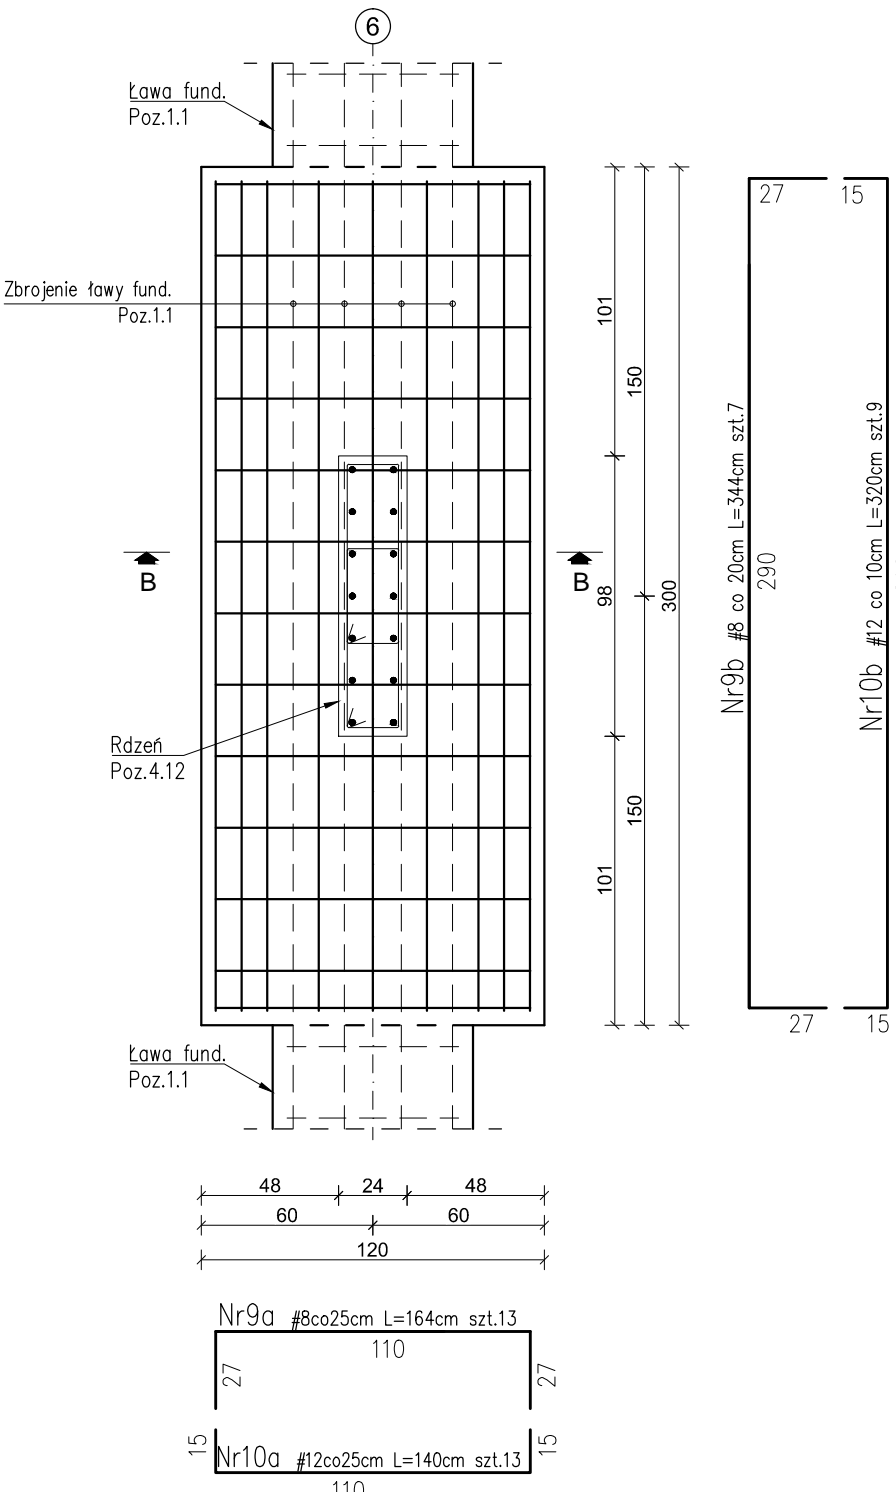 6
Ława fund.
Poz.1.1
27
15
Zbrojenie ławy fund.
Poz.1.1
101
150
98
300
150
101
Nr9b #8 co 20cm L=344cm szt.7
290
Nr10b #12 co 10cm L=320cm szt.9
B
B
Rdzeń
Poz.4.12
27
15
Ława fund.
Poz.1.1
48
24
48
60
60
120
Nr9a #8co25cm L=164cm szt.13
110
27
27
15
15
Nr10a #12co25cm L=140cm szt.13
110